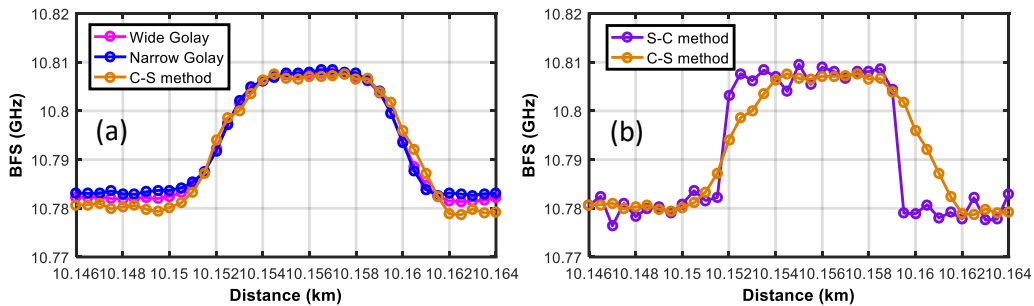 10.82
10.81
10.8
10.79
10.78
10.77
BFS (GHz)
Wide Golay
Narrow Golay
C-S method
(a)
10.146 10.148 10.15 10.152 10.154 10.156 10.158 10.16 10.162 10.164
Distance (km)
10.82
10.81
10.8
10.79
10.78
10.77
BFS (GHz)
S-C method
C-S method
(b)
10.146 10.148 10.15 10.152 10.154 10.156 10.158 10.16 10.162 10.164
Distance (km)